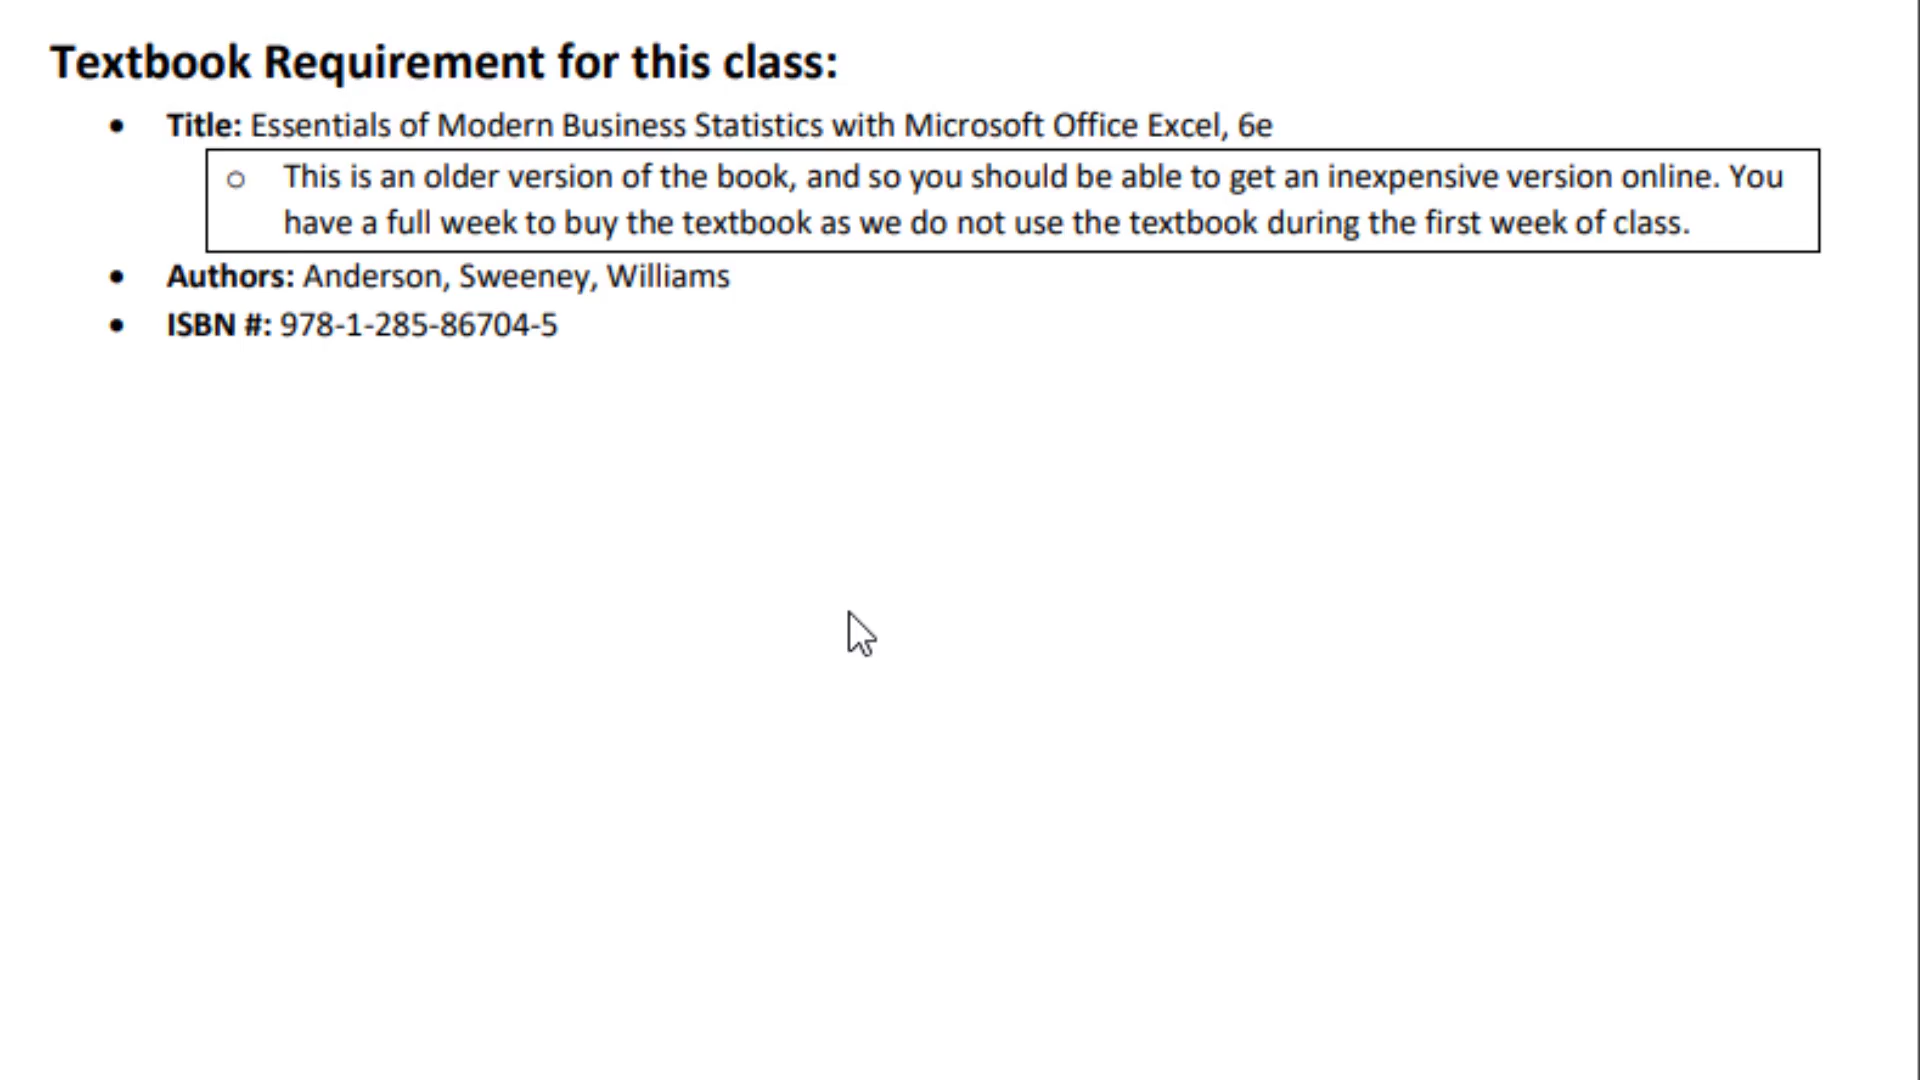 Textbook Requirement for this class:
• Title: Essentials of Modern Business Statistics with Microsoft Office Excel, 6e
o This is an older version of the book, and so you should be able to get an inexpensive version online. You
have a full week to buy the textbook as we do not use the textbook during the first week of class.
• Authors: Anderson, Sweeney, Williams
• ISBN #: 978-1-285-86704-5